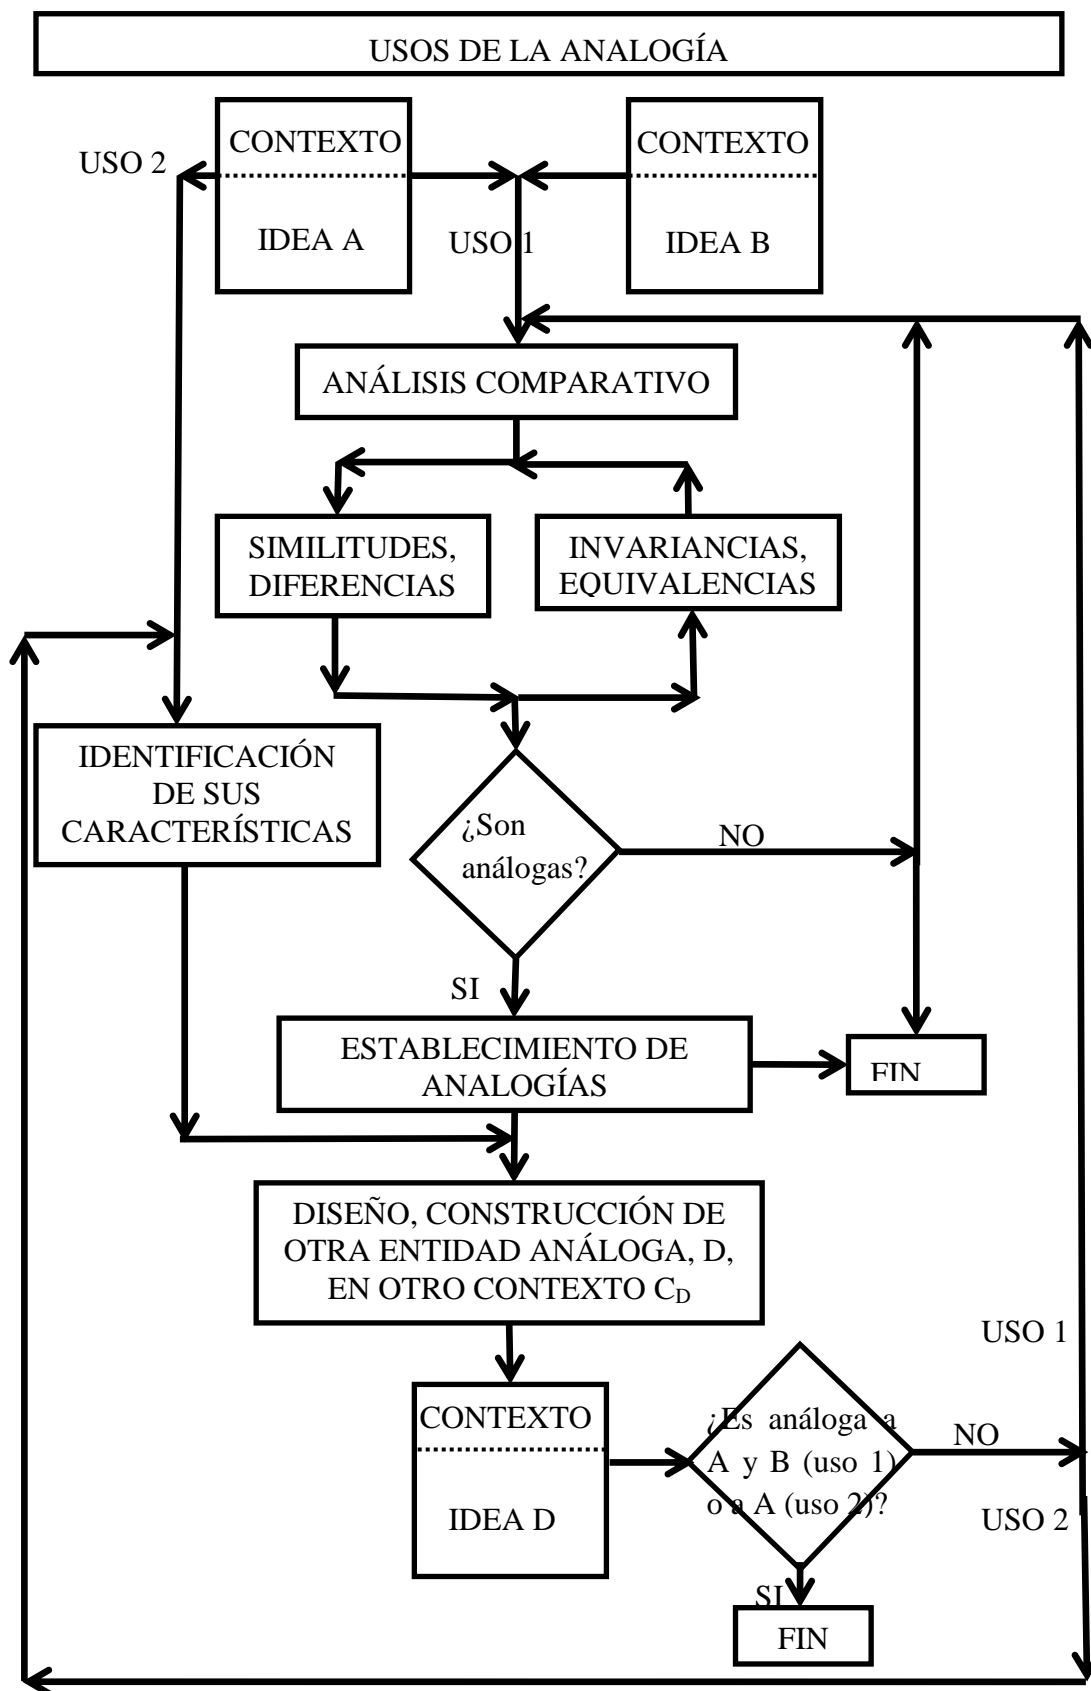 USOS DE LA ANALOGÍA
CONTEXTO
CONTEXTO
USO 2
IDEA A
USO 1
IDEA B
ANÁLISIS COMPARATIVO
SIMILITUDES,
DIFERENCIAS
INVARIANCIAS,
EQUIVALENCIAS
IDENTIFICACIÓN
DE SUS
CARACTERÍSTICAS
¿Son
análogas?
NO
SI
ESTABLECIMIENTO DE
ANALOGÍAS
FIN
DISEÑO, CONSTRUCCIÓN DE
OTRA ENTIDAD ANÁLOGA, D,
EN OTRO CONTEXTO C_D
USO 1
CONTEXTO
IDEA D
¿Es análoga a
A y B (uso 1)
o a A (uso 2)?
NO
USO 2
SI
FIN